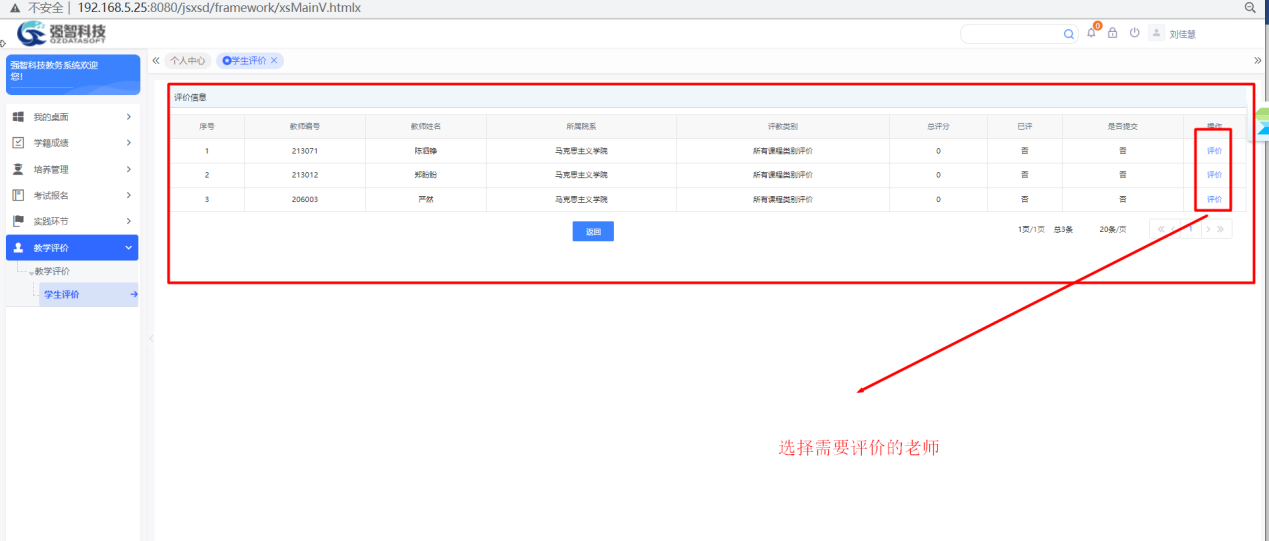 不安全 | 192.168.5.25:8080/jsxsd/framework/xsMainV.htmlx
强智科技
QZDATASOFT
0
刘佳慧
强智科技教务系统欢迎
您！
个人中心
学生评价
我的桌面
学籍成绩
培养管理
考试报名
实践环节
教学评价
教学评价
学生评价
评价信息
序号 教师编号 教师姓名 所属院系 评教类别 总评分 已评 是否提交 操作
1 213071 马克思主义学院 所有课程类别评价 0 否 否 评价
2 213012 郑盼盼 马克思主义学院 所有课程类别评价 0 否 否 评价
3 206003 严然 马克思主义学院 所有课程类别评价 0 否 否 评价
返回
1页/1页 总3条 20条/页 1
选择需要评价的老师